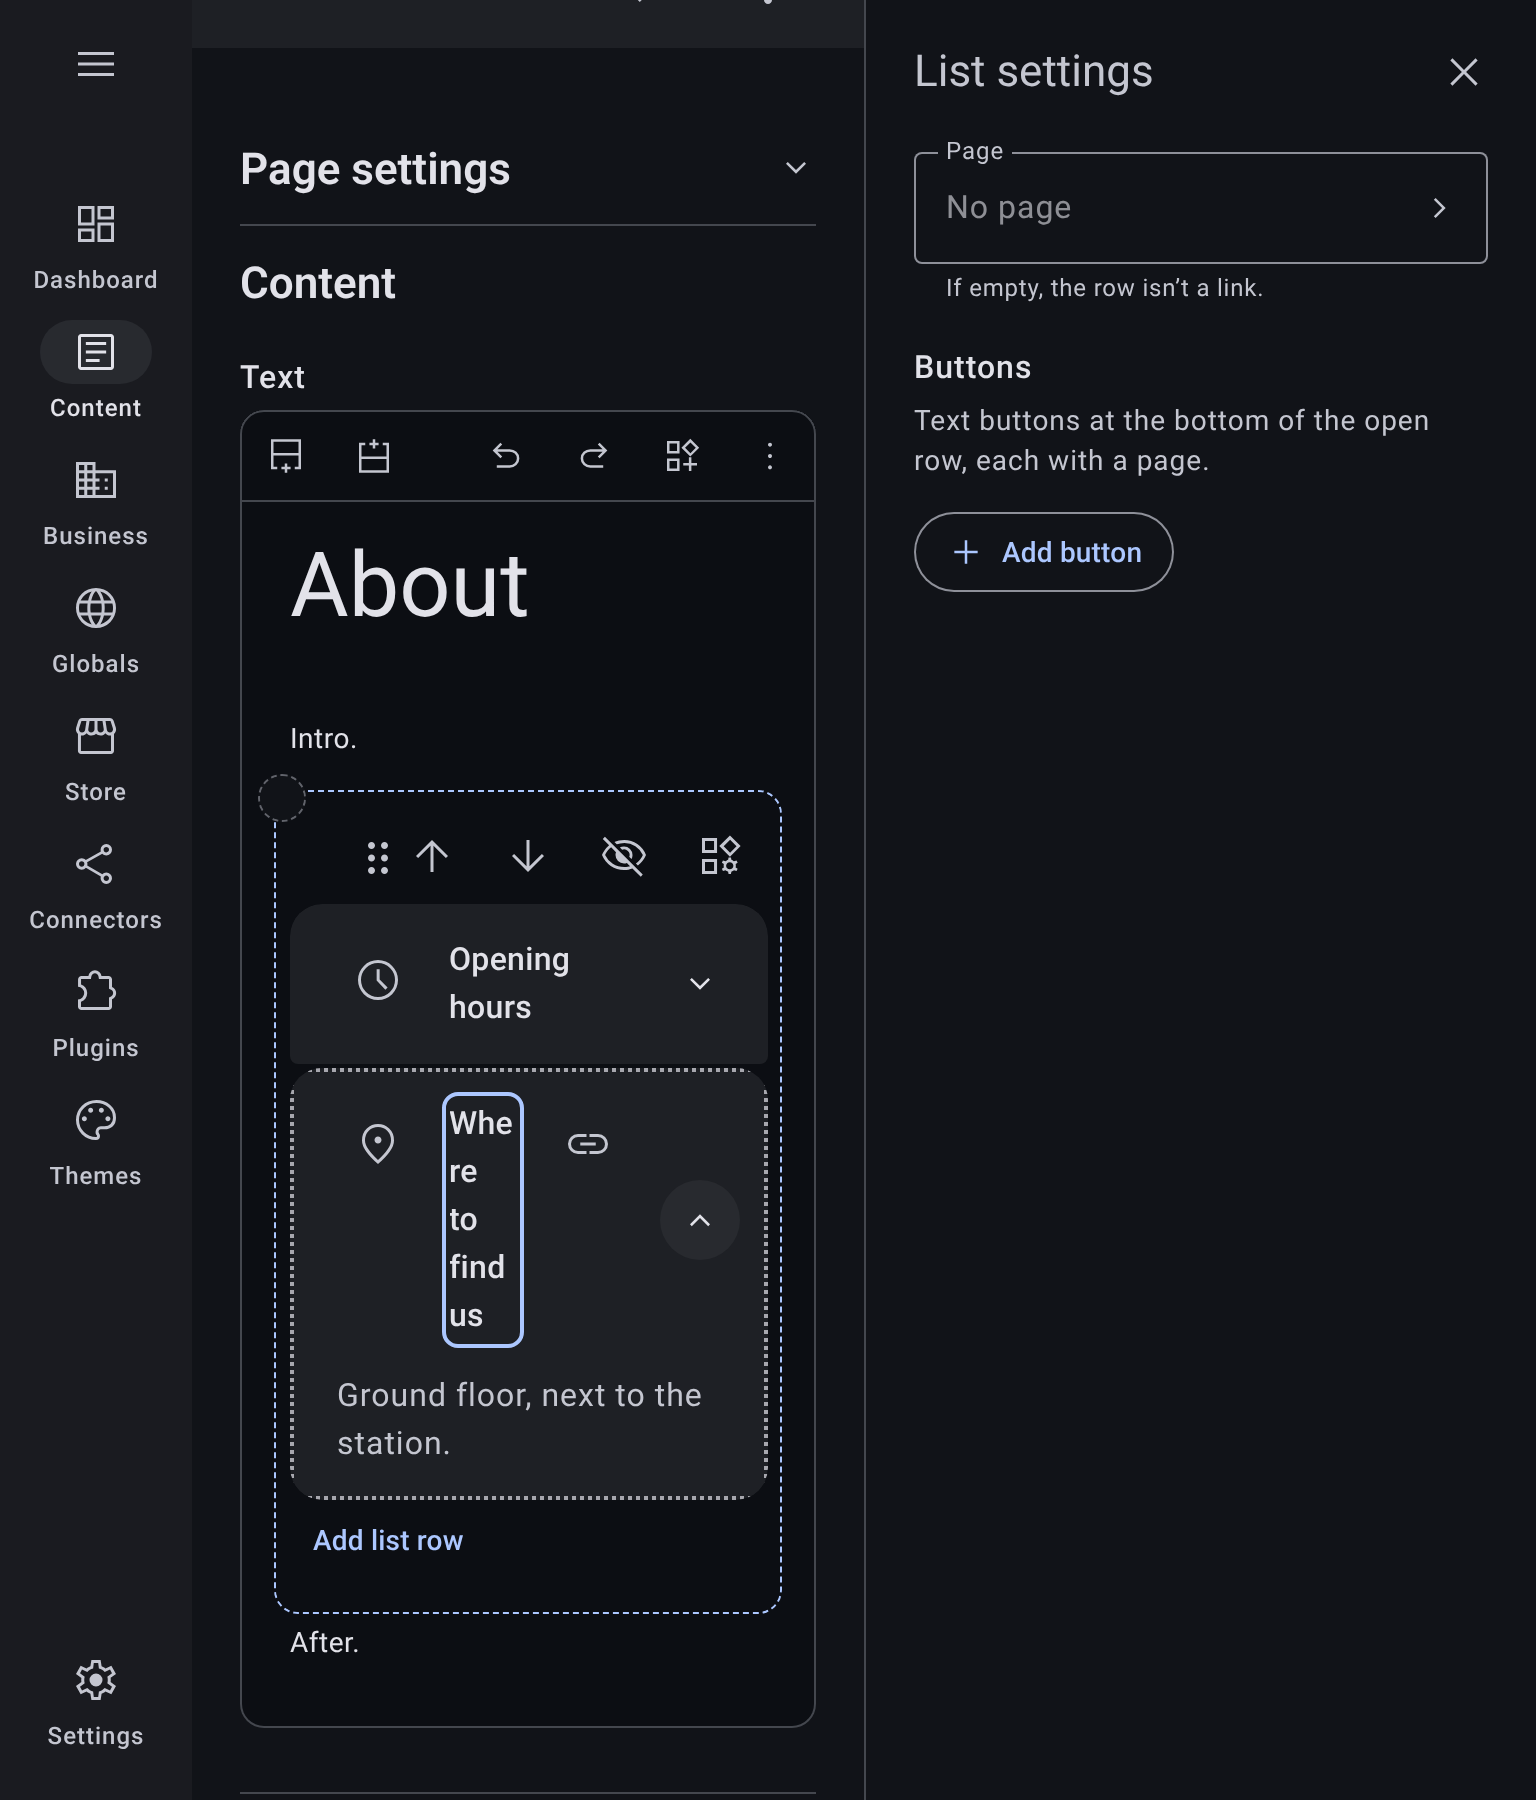 Dashboard
Content
Business
Globals
Store
Connectors
Plugins
Themes
Settings
Page settings
Content
Text
About
Intro.
Opening
hours
Whe
re
to
find
us
Ground floor, next to the
station.
Add list row
After.
List settings
Page
No page
If empty, the row isn’t a link.
Buttons
Text buttons at the bottom of the open
row, each with a page.
Add button